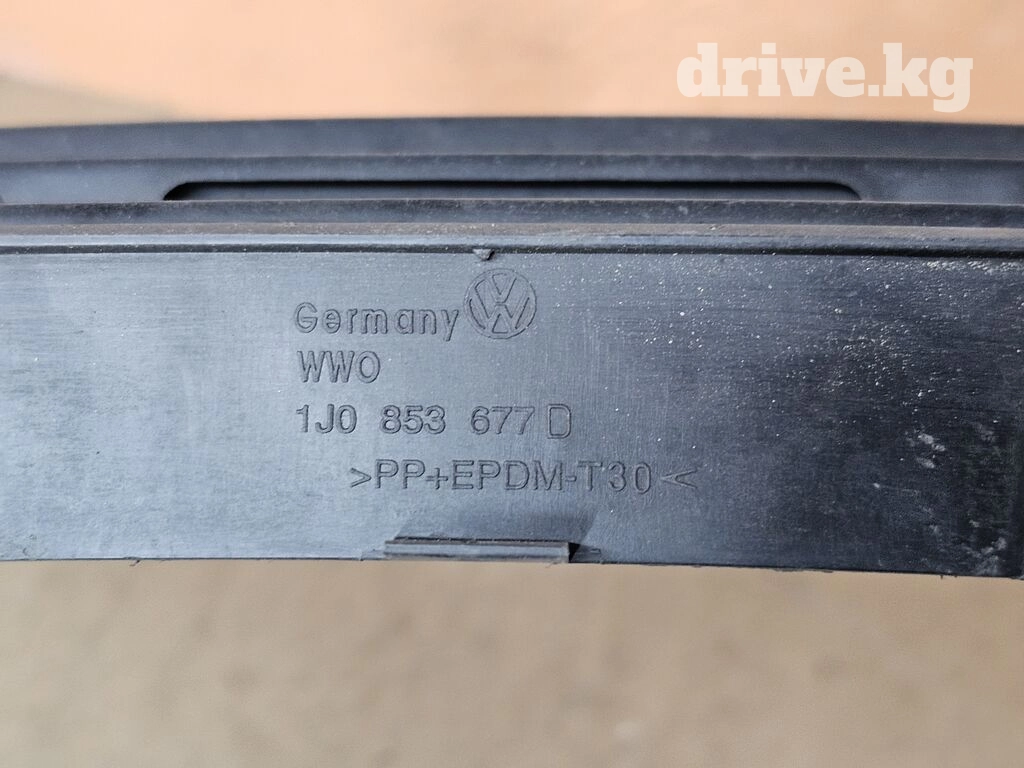 drive.kg
Germany
WWO
1J0 853 677 D
>PP+EPDM-T30<